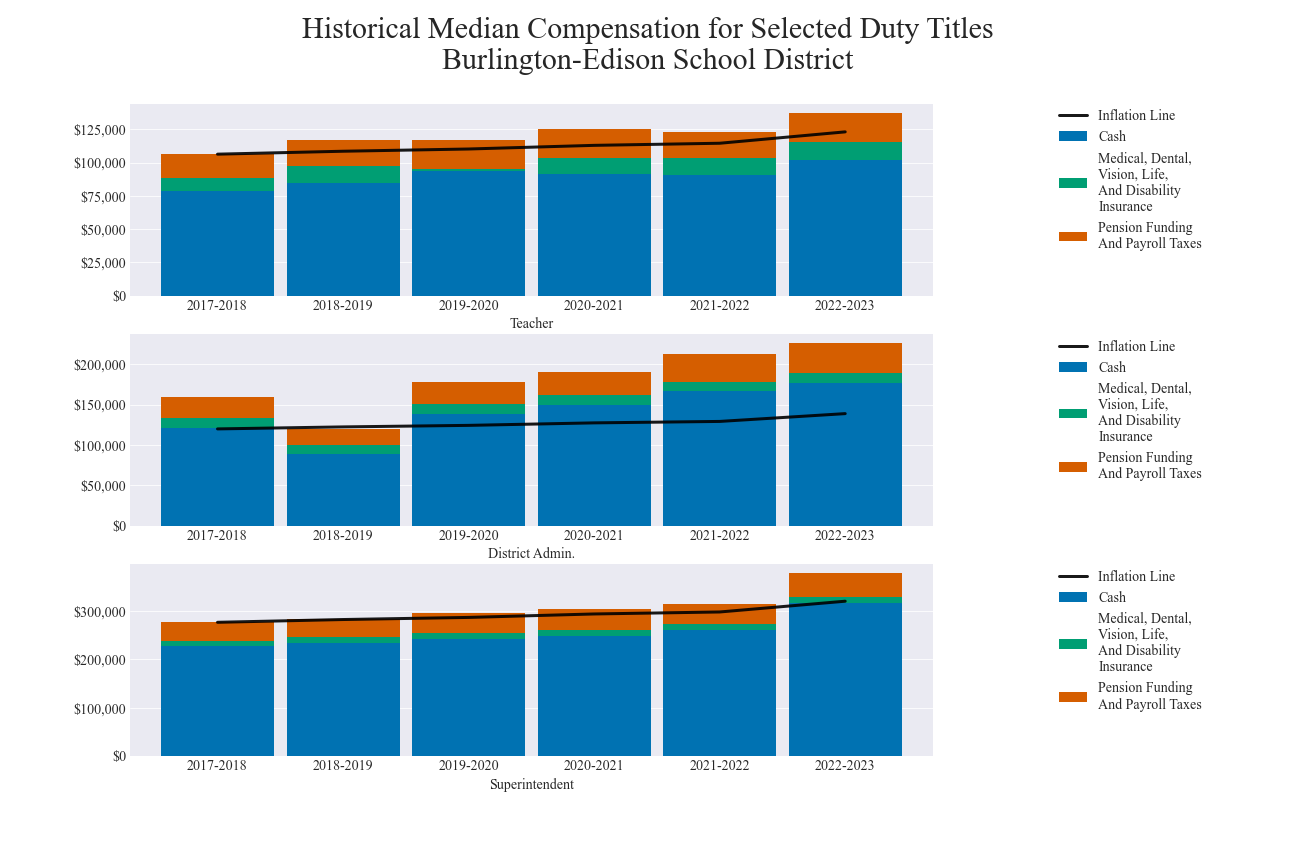 Historical Median Compensation for Selected Duty Titles
Burlington-Edison School District
$125,000
$100,000
$75,000
$50,000
$25,000
$0
2017-2018 2018-2019 2019-2020 2020-2021 2021-2022 2022-2023
Teacher
Inflation Line
Cash
Medical, Dental,
Vision, Life,
And Disability
Insurance
Pension Funding
And Payroll Taxes
$200,000
$150,000
$100,000
$50,000
$0
2017-2018 2018-2019 2019-2020 2020-2021 2021-2022 2022-2023
District Admin.
Inflation Line
Cash
Medical, Dental,
Vision, Life,
And Disability
Insurance
Pension Funding
And Payroll Taxes
$300,000
$200,000
$100,000
$0
2017-2018 2018-2019 2019-2020 2020-2021 2021-2022 2022-2023
Superintendent
Inflation Line
Cash
Medical, Dental,
Vision, Life,
And Disability
Insurance
Pension Funding
And Payroll Taxes